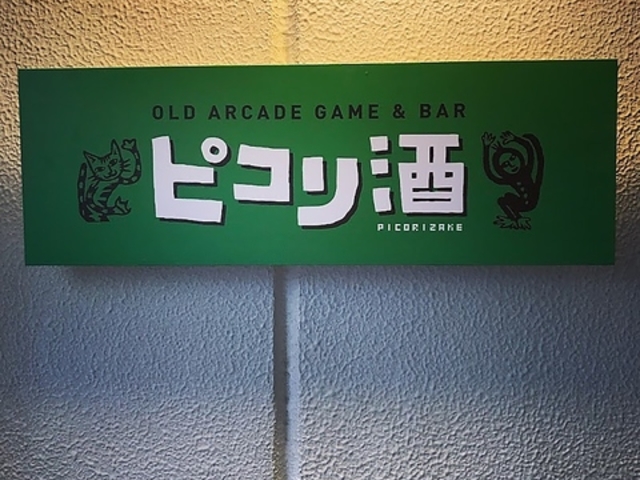 OLD ARCADE GAME & BAR
ピコリ酒
PICORIZAKE